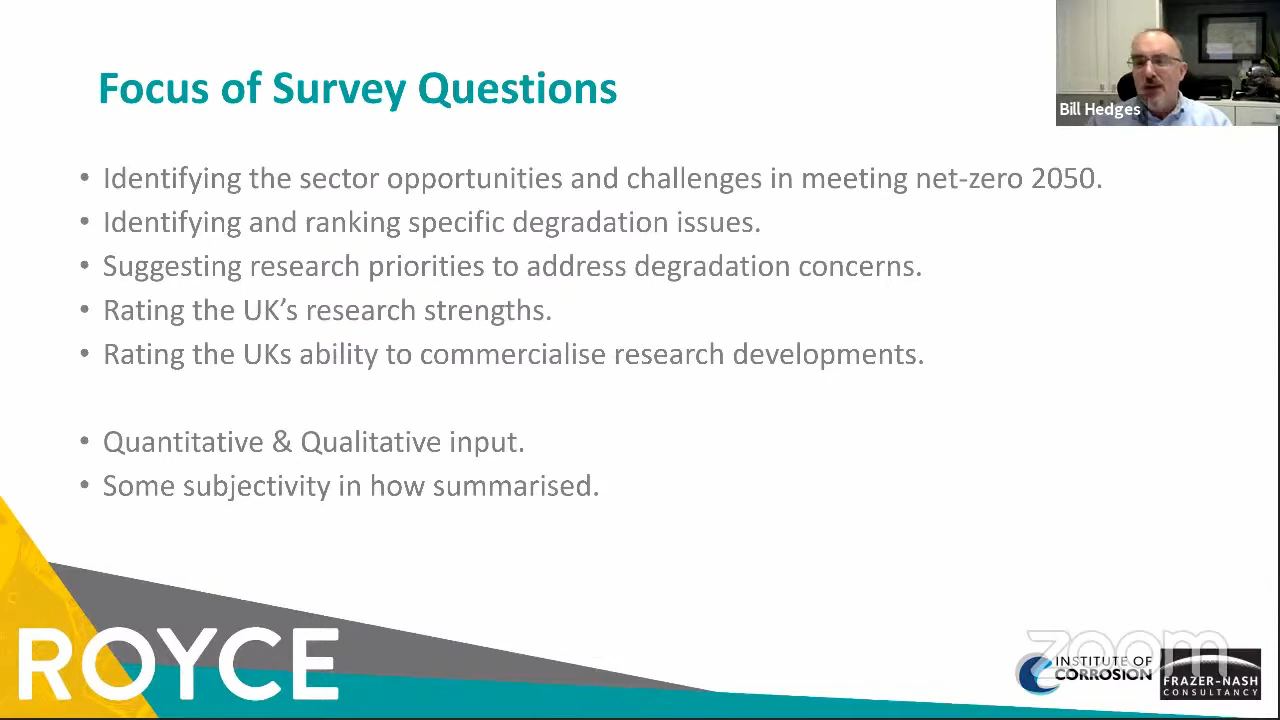 Focus of Survey Questions
Bill Hedges
• Identifying the sector opportunities and challenges in meeting net-zero 2050.
• Identifying and ranking specific degradation issues.
• Suggesting research priorities to address degradation concerns.
• Rating the UK’s research strengths.
• Rating the UKs ability to commercialise research developments.
• Quantitative & Qualitative input.
• Some subjectivity in how summarised.
ROYCE
zoom
INSTITUTE OF
CORROSION
FRAZER-NASH
CONSULTANCY